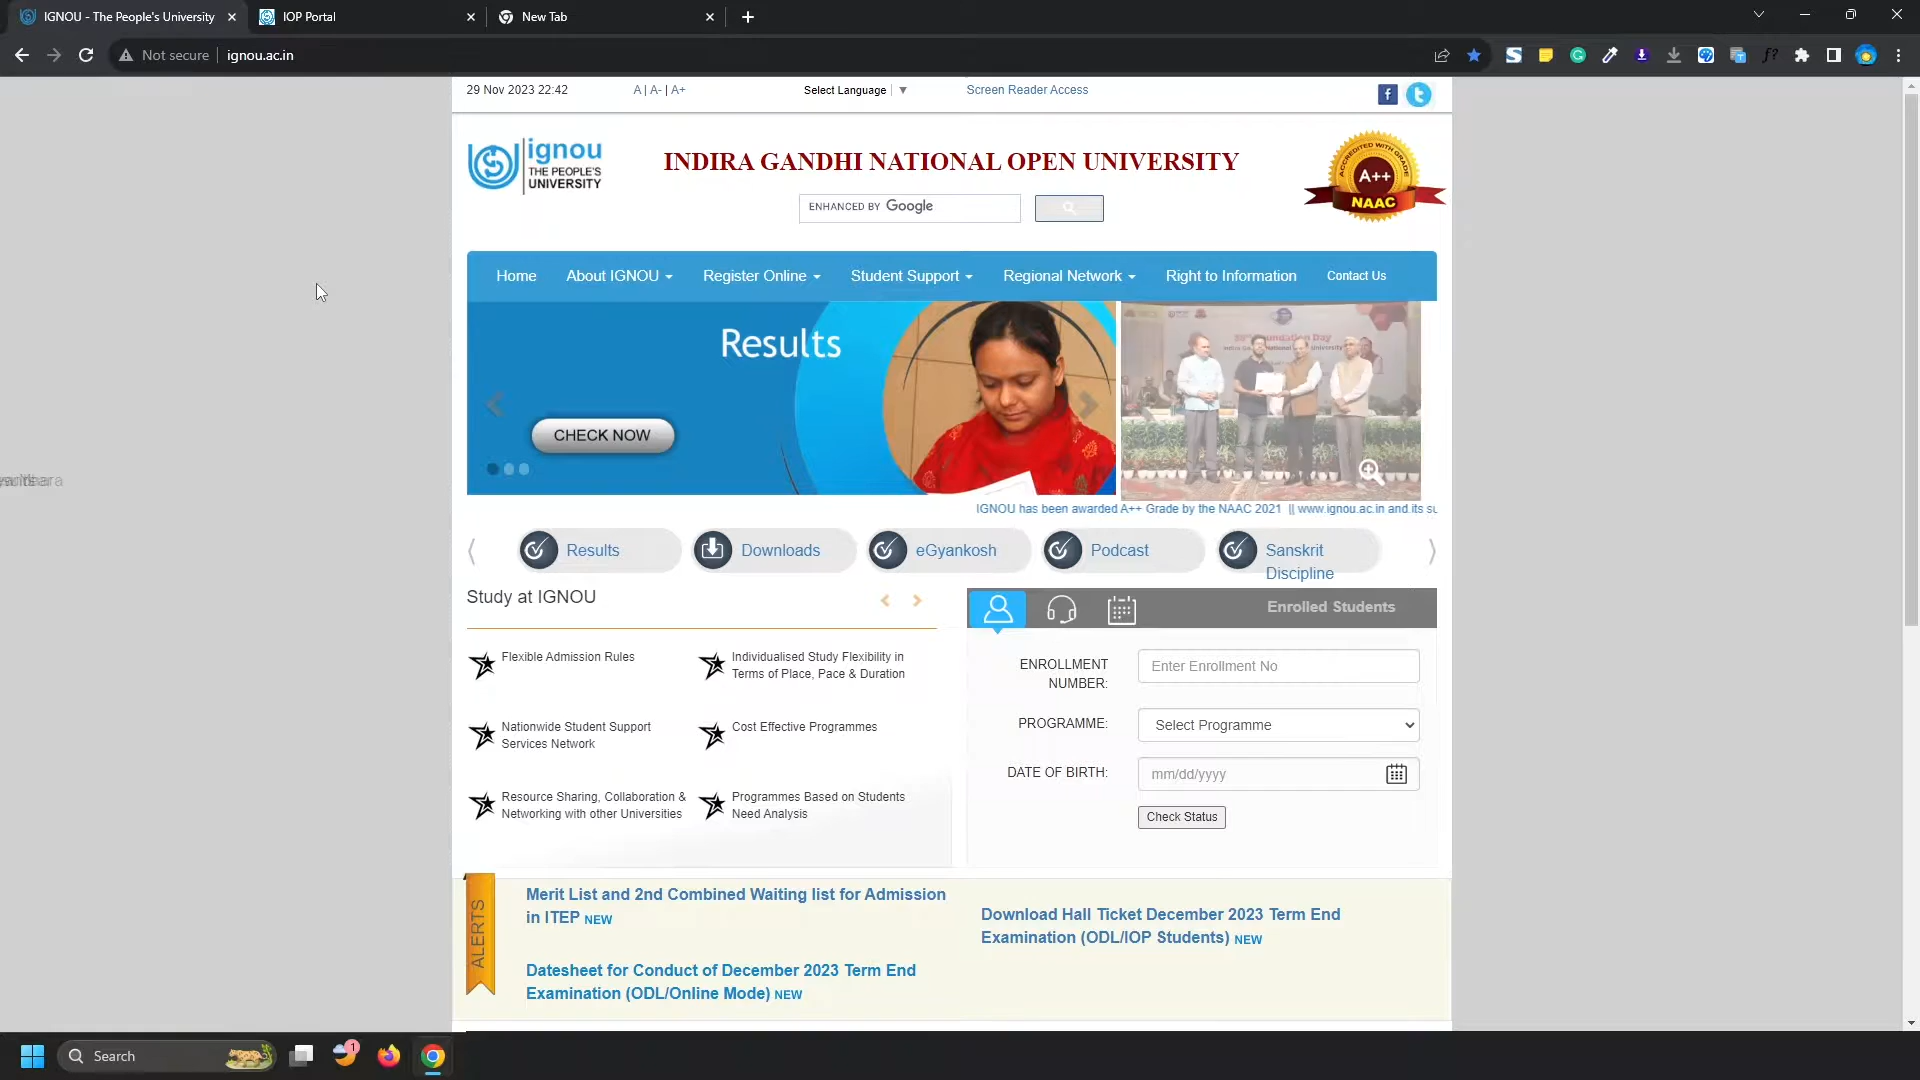 IGNOU - The People's University
IOP Portal
New Tab
Not secure
ignou.ac.in
29 Nov 2023 22:42
A | A- | A+
Select Language
Screen Reader Access
ignou
THE PEOPLE'S
UNIVERSITY
INDIRA GANDHI NATIONAL OPEN UNIVERSITY
ENHANCED BY Google
ACCREDITED WITH GRADE
A++
NAAC
Home
About IGNOU
Register Online
Student Support
Regional Network
Right to Information
Contact Us
Results
CHECK NOW
IGNOU has been awarded A++ Grade by the NAAC 2021 || www.ignou.ac.in and its
Results
Downloads
eGyankosh
Podcast
Sanskrit
Discipline
Study at IGNOU
Enrolled Students
Flexible Admission Rules
Individualised Study Flexibility in
Terms of Place, Pace & Duration
Nationwide Student Support
Services Network
Cost Effective Programmes
Resource Sharing, Collaboration &
Networking with other Universities
Programmes Based on Students
Need Analysis
ENROLLMENT
NUMBER:
Enter Enrollment No
PROGRAMME:
Select Programme
DATE OF BIRTH:
mm/dd/yyyy
Check Status
ALERTS
Merit List and 2nd Combined Waiting list for Admission
in ITEP NEW
Datesheet for Conduct of December 2023 Term End
Examination (ODL/Online Mode) NEW
Download Hall Ticket December 2023 Term End
Examination (ODL/IOP Students) NEW
Search
1